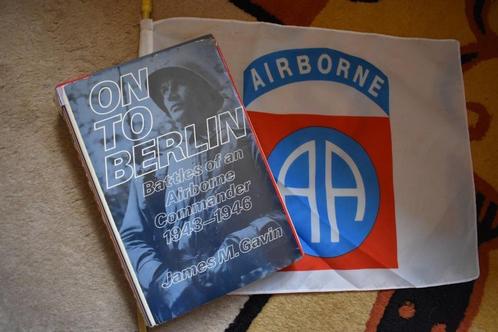 ON
TO
BERLIN
Battles of an
Airborne
Commander
1943-1946
James M. Gavin
AIRBORNE
AA